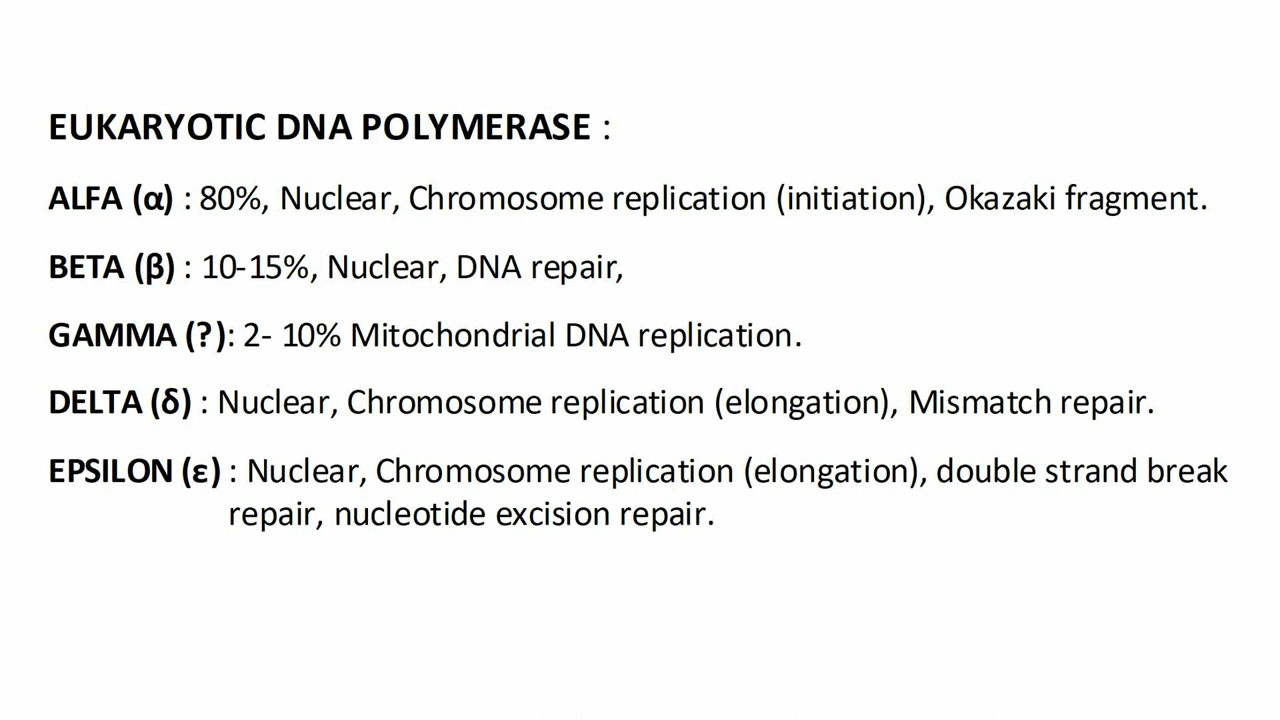 EUKARYOTIC DNA POLYMERASE :
ALFA (α) : 80%, Nuclear, Chromosome replication (initiation), Okazaki fragment.
BETA (β) : 10-15%, Nuclear, DNA repair,
GAMMA (?): 2- 10% Mitochondrial DNA replication.
DELTA (δ) : Nuclear, Chromosome replication (elongation), Mismatch repair.
EPSILON (ε) : Nuclear, Chromosome replication (elongation), double strand break
repair, nucleotide excision repair.